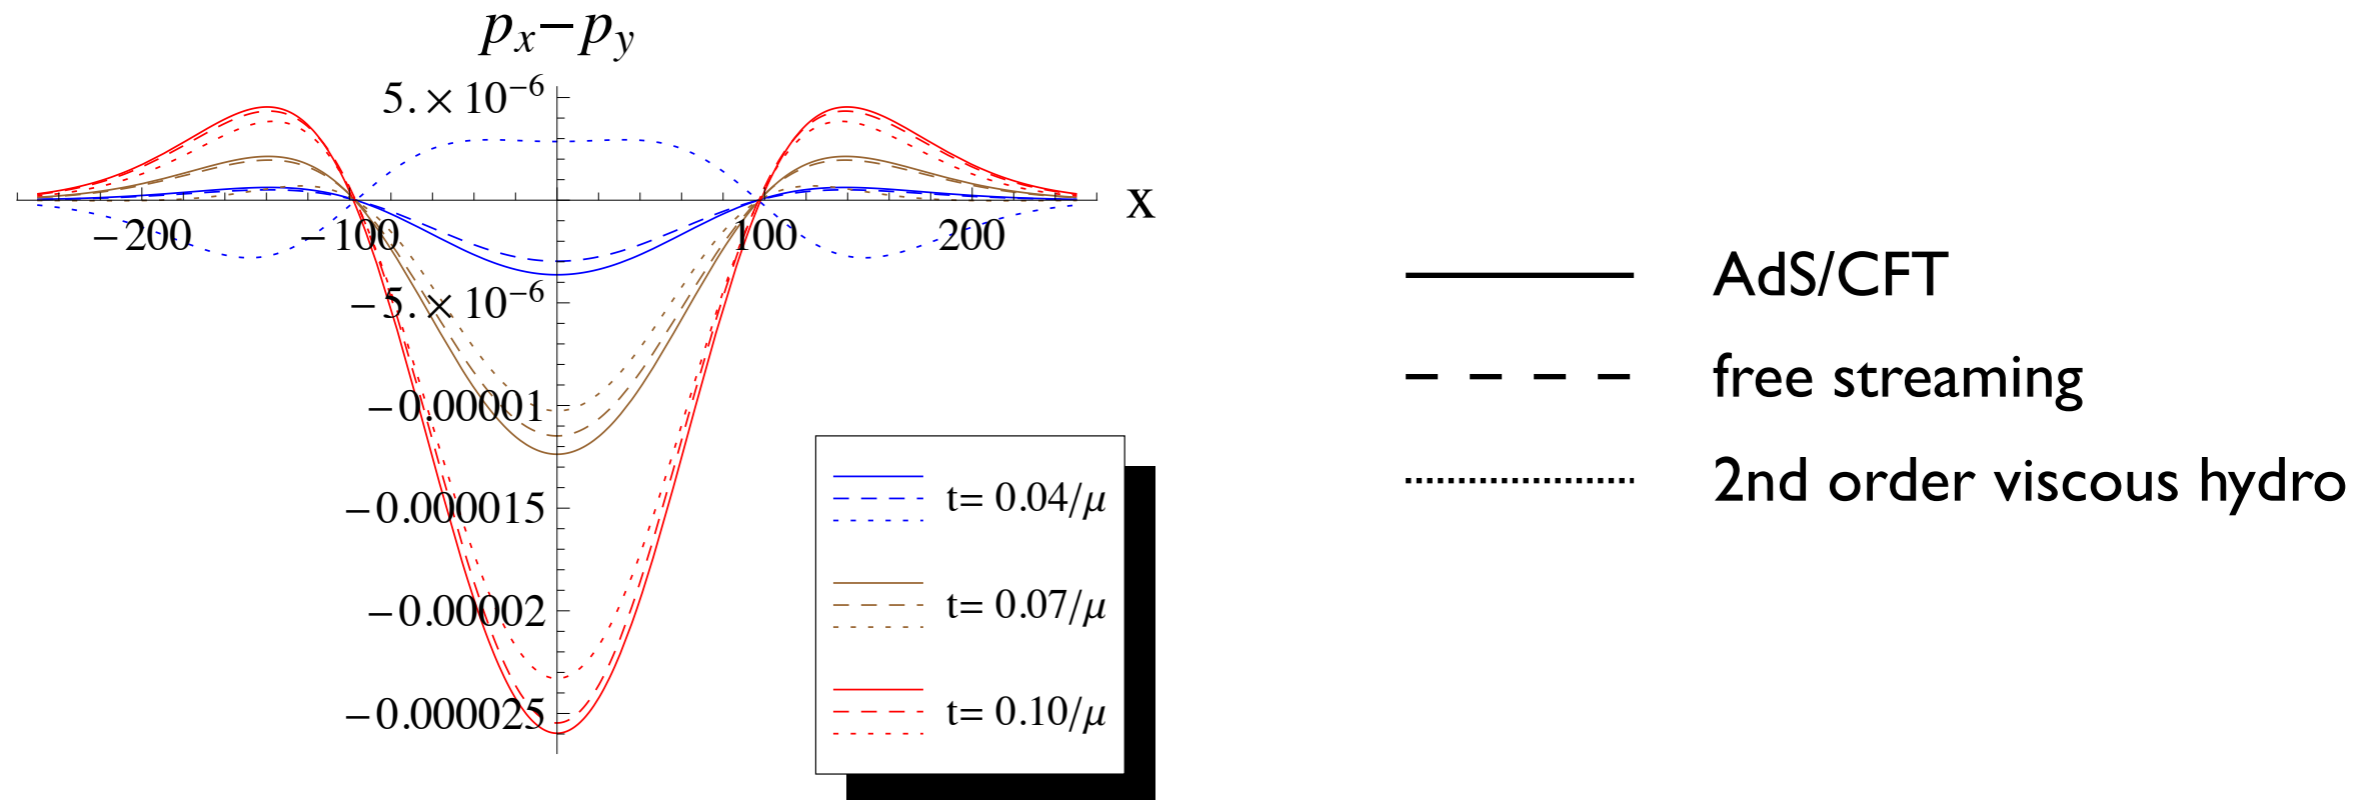 pₓ−p_y
5.×10⁻⁶
x
−200
−100
100
200
−5.×10⁻⁶
−0.00001
−0.000015
−0.00002
−0.000025
t= 0.04/μ
t= 0.07/μ
t= 0.10/μ
AdS/CFT
free streaming
2nd order viscous hydro